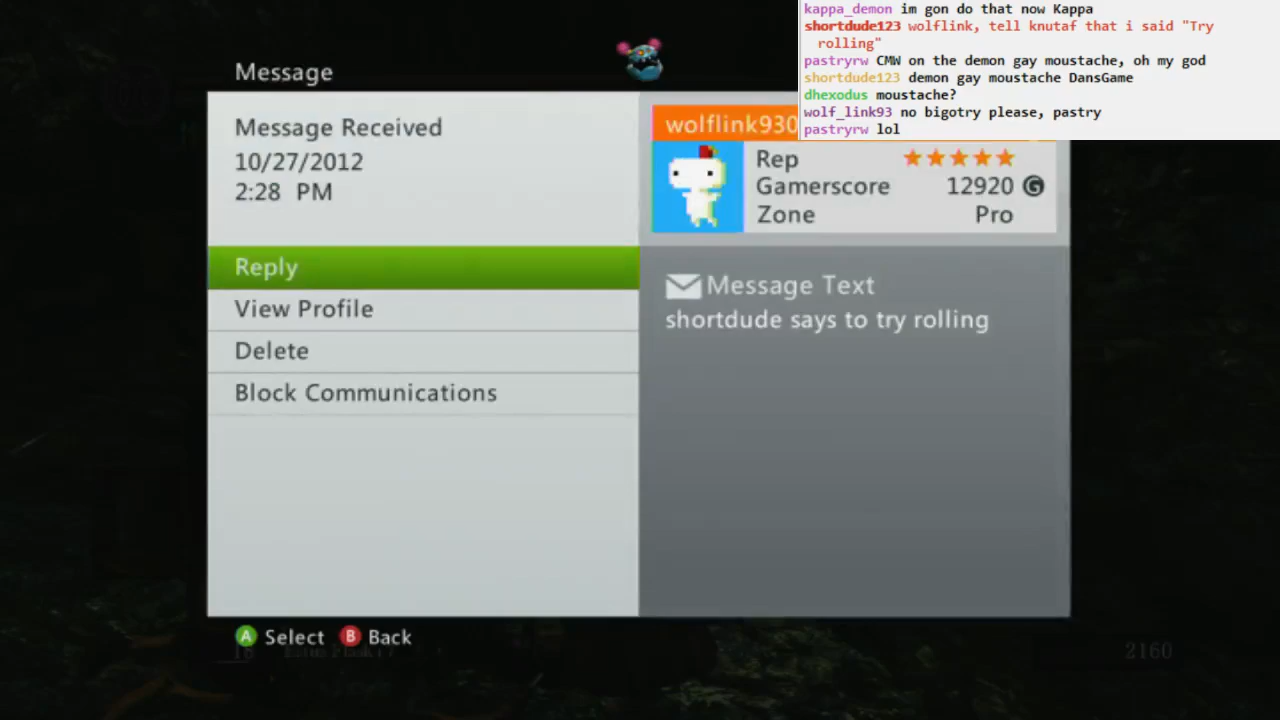 kappa_demon im gon do that now Kappa
shortdude123 wolflink, tell knutaf that i said "Try
rolling"
pastryrw CMW on the demon gay moustache, oh my god
shortdude123 demon gay moustache DansGame
dhexodus moustache?
wolf_link93 no bigotry please, pastry
pastryrw lol
Message
Message Received
10/27/2012
2:28 PM
Reply
View Profile
Delete
Block Communications
wolflink930
Rep
Gamerscore 12920 G
Zone Pro
Message Text
shortdude says to try rolling
A Select B Back
2160